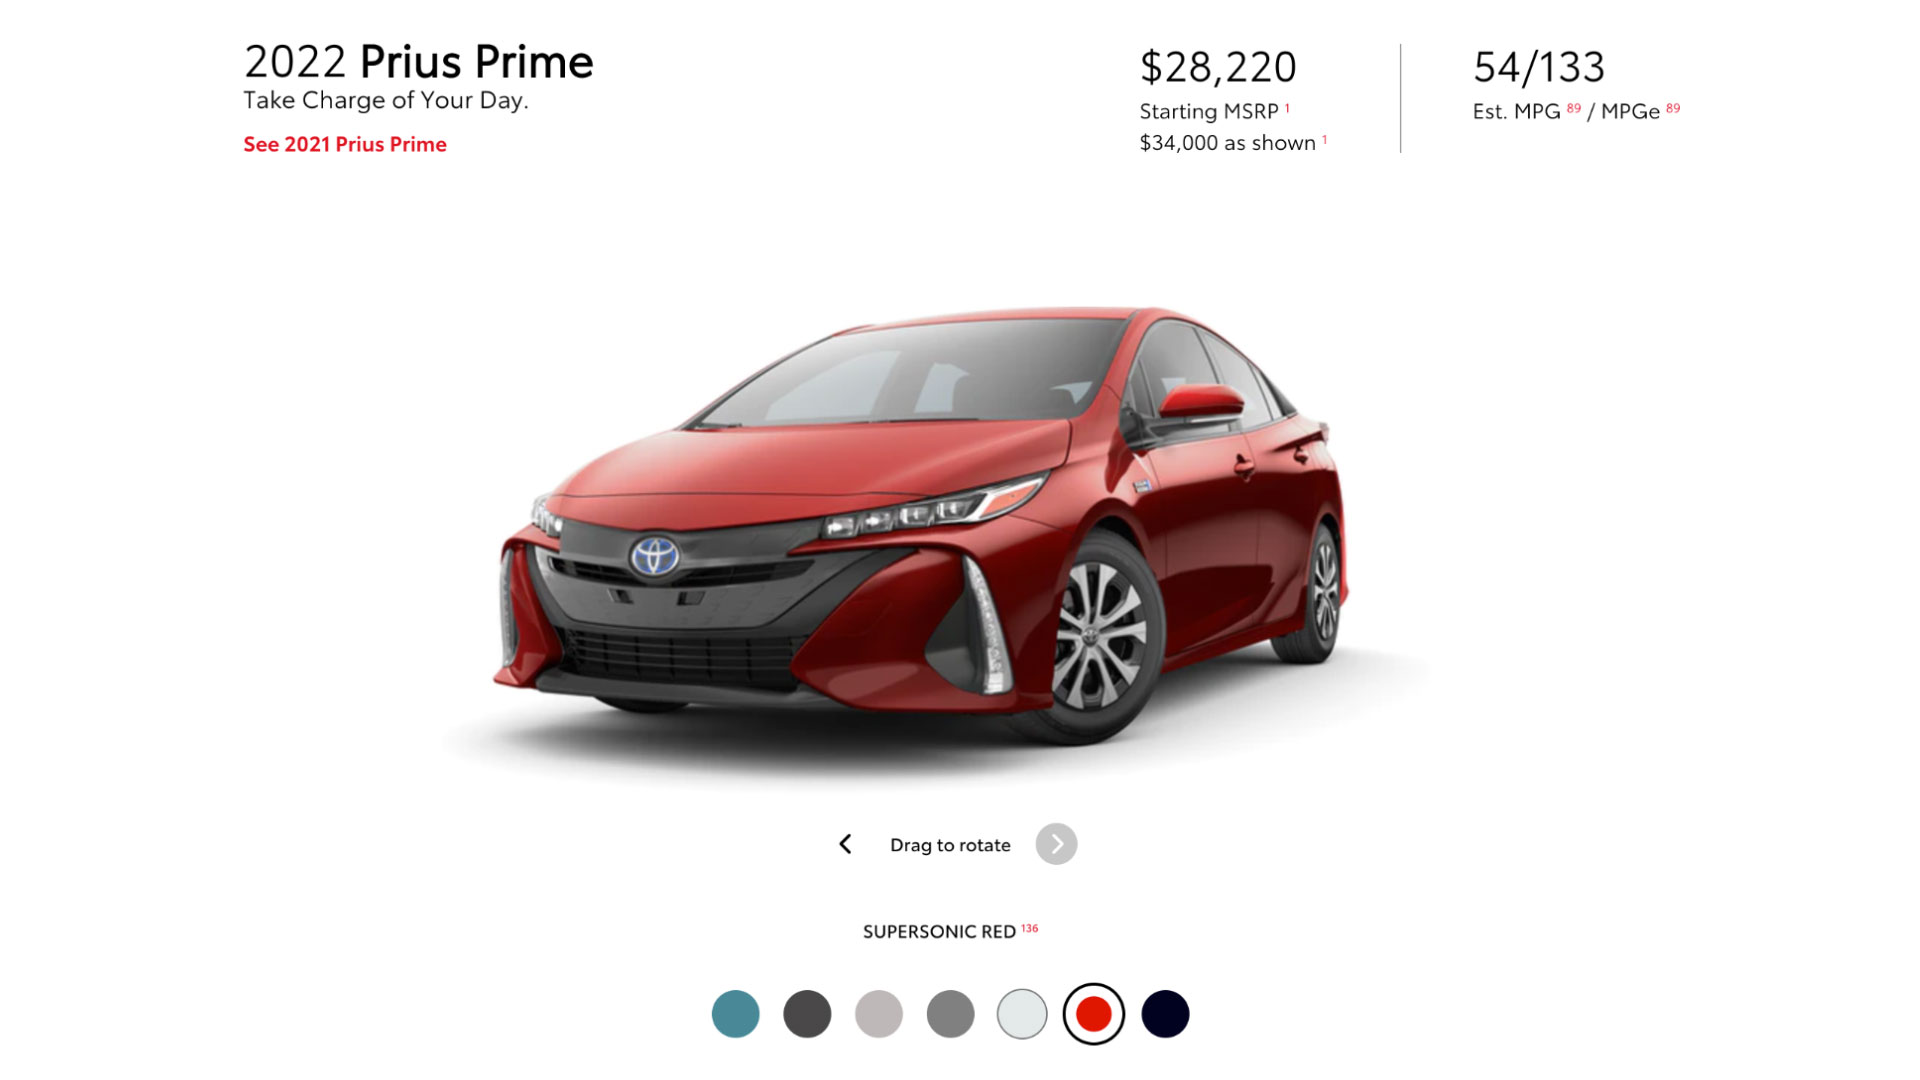 2022 Prius Prime
Take Charge of Your Day.
See 2021 Prius Prime
$28,220
Starting MSRP 1
$34,000 as shown 1
54/133
Est. MPG 89 / MPGe 89
Drag to rotate
SUPERSONIC RED 136